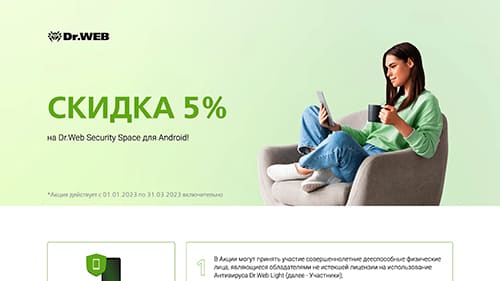 Dr.WEB
СКИДКА 5%
на Dr.Web Security Space для Android!
*Акция действует с 01.01.2023 по 31.03.2023 включительно
1
В Акции могут принять участие совершеннолетние дееспособные физические
лица, являющиеся обладателями не истекшей лицензии на использование
Антивируса Dr.Web Light (далее - Участники);